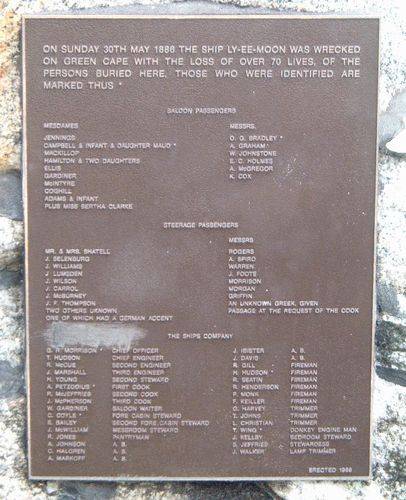 ON SUNDAY 30TH MAY 1886 THE SHIP LY-EE-MOON WAS WRECKED
ON GREEN CAPE WITH THE LOSS OF OVER 70 LIVES, OF THE
PERSONS BURIED HERE, THOSE WHO WERE IDENTIFIED ARE
MARKED THUS *
SALOON PASSENGERS
MESDAMES
JENNINGS
CAMPBELL & INFANT & DAUGHTER MAUD *
MACKILLOP
HAMILTON & TWO DAUGHTERS
ELLIS
GARDINER
McINTYRE
COGHILL
ADAMS & INFANT
PLUS MISS BERTHA CLARKE
MESSRS.
O. G. BRADLEY *
A. GRAHAM *
W. JOHNSTONE
E. C. HOLMES
A. McGREGOR
K. COX
STEERAGE PASSENGERS
MR. & MRS. SHATELL
J. SELENBURG
J. WILLIAMS
J. LUMSDEN
J. WILSON
J. CARROL
J. McBURNEY
J. F. THOMPSON
TWO OTHERS UKNOWN
ONE OF WHICH HAD A GERMAN ACCENT
MESSRS
ROGERS
A. SPIRO
WARREN
J. FOOTS
MORRISON
MORGAN
GRIFFIN
AN UNKNOWN GREEK, GIVEN
PASSAGE AT THE REQUEST OF THE COOK
THE SHIPS COMPANY
G. R. MORRISON * CHIEF OFFICER
T. HUDSON CHIEF ENGINEER
R. McCUE SECOND ENGINEER
J. MARSHALL THIRD ENGINEER
H. YOUNG SECOND STEWARD
A. PETZODIUS * FIRST COOK
R. McJEFFRIES SECOND COOK
J. McPHERSON THIRD COOK
W. GARDINER SALOON WAITER
C. COYLE * FORE CABIN STEWARD
E. BAILEY SECOND FORE CABIN STEWARD
J. McWILLIAM MESSROOM STEWARD
R. JONES PANTRYMAN
R. JOHNSON A. B.
C. HALGREN A. B.
A. MARKOFF A. B.
J. IBISTER A. B.
J. DAVIS A. B.
R. GILL FIREMAN
H. HUDSON * FIREMAN
R. SEATIN FIREMAN
R. HENDERSON FIREMAN
P. MONK FIREMAN
P. KEILLER FIREMAN
O. HARVEY TRIMMER
T. JOHNS TRIMMER
L. CHRISTIAN TRIMMER
T. WING * DONKEY ENGINE MAN
J. KELLBY BEDROOM STEWARD
S. JEFFRIED STEWARDESS
J. WALKER LAMP TRIMMER
ERECTED 1986